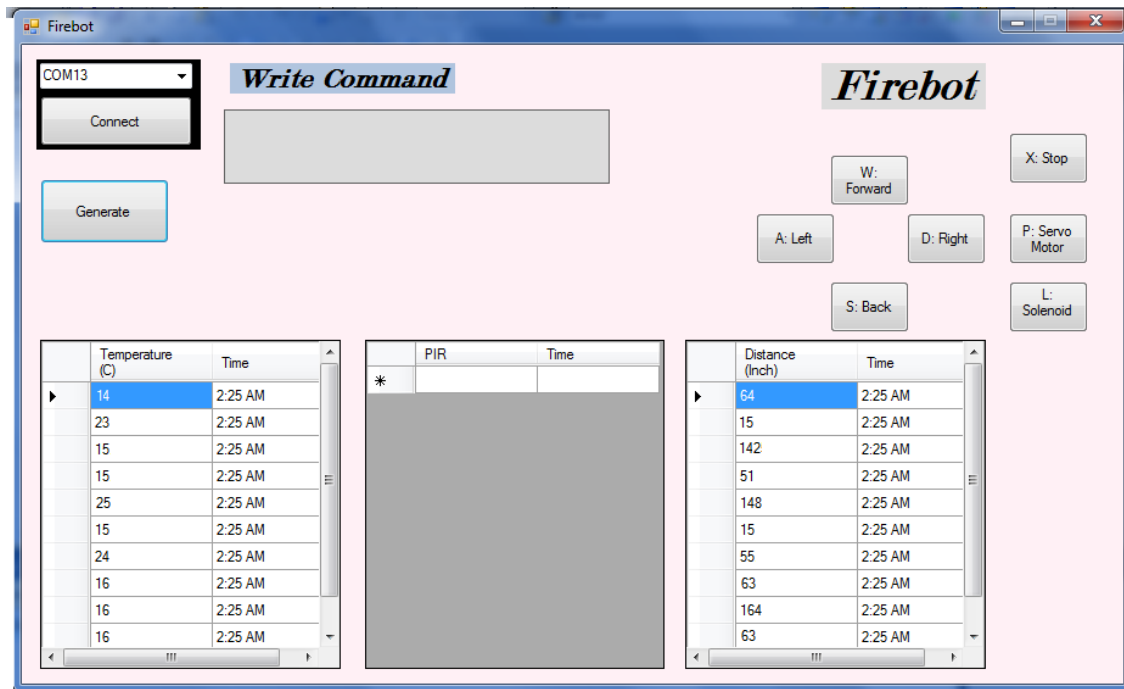 Firebot
COM13
Write Command
Firebot
Connect
X: Stop
W:
Forward
Generate
A: Left
D: Right
P: Servo
Motor
S: Back
L:
Solenoid
Temperature
(C)
Time
14 2:25 AM
23 2:25 AM
15 2:25 AM
15 2:25 AM
25 2:25 AM
15 2:25 AM
24 2:25 AM
16 2:25 AM
16 2:25 AM
16 2:25 AM
PIR Time
Distance
(Inch)
Time
64 2:25 AM
15 2:25 AM
142 2:25 AM
51 2:25 AM
148 2:25 AM
15 2:25 AM
55 2:25 AM
63 2:25 AM
164 2:25 AM
63 2:25 AM